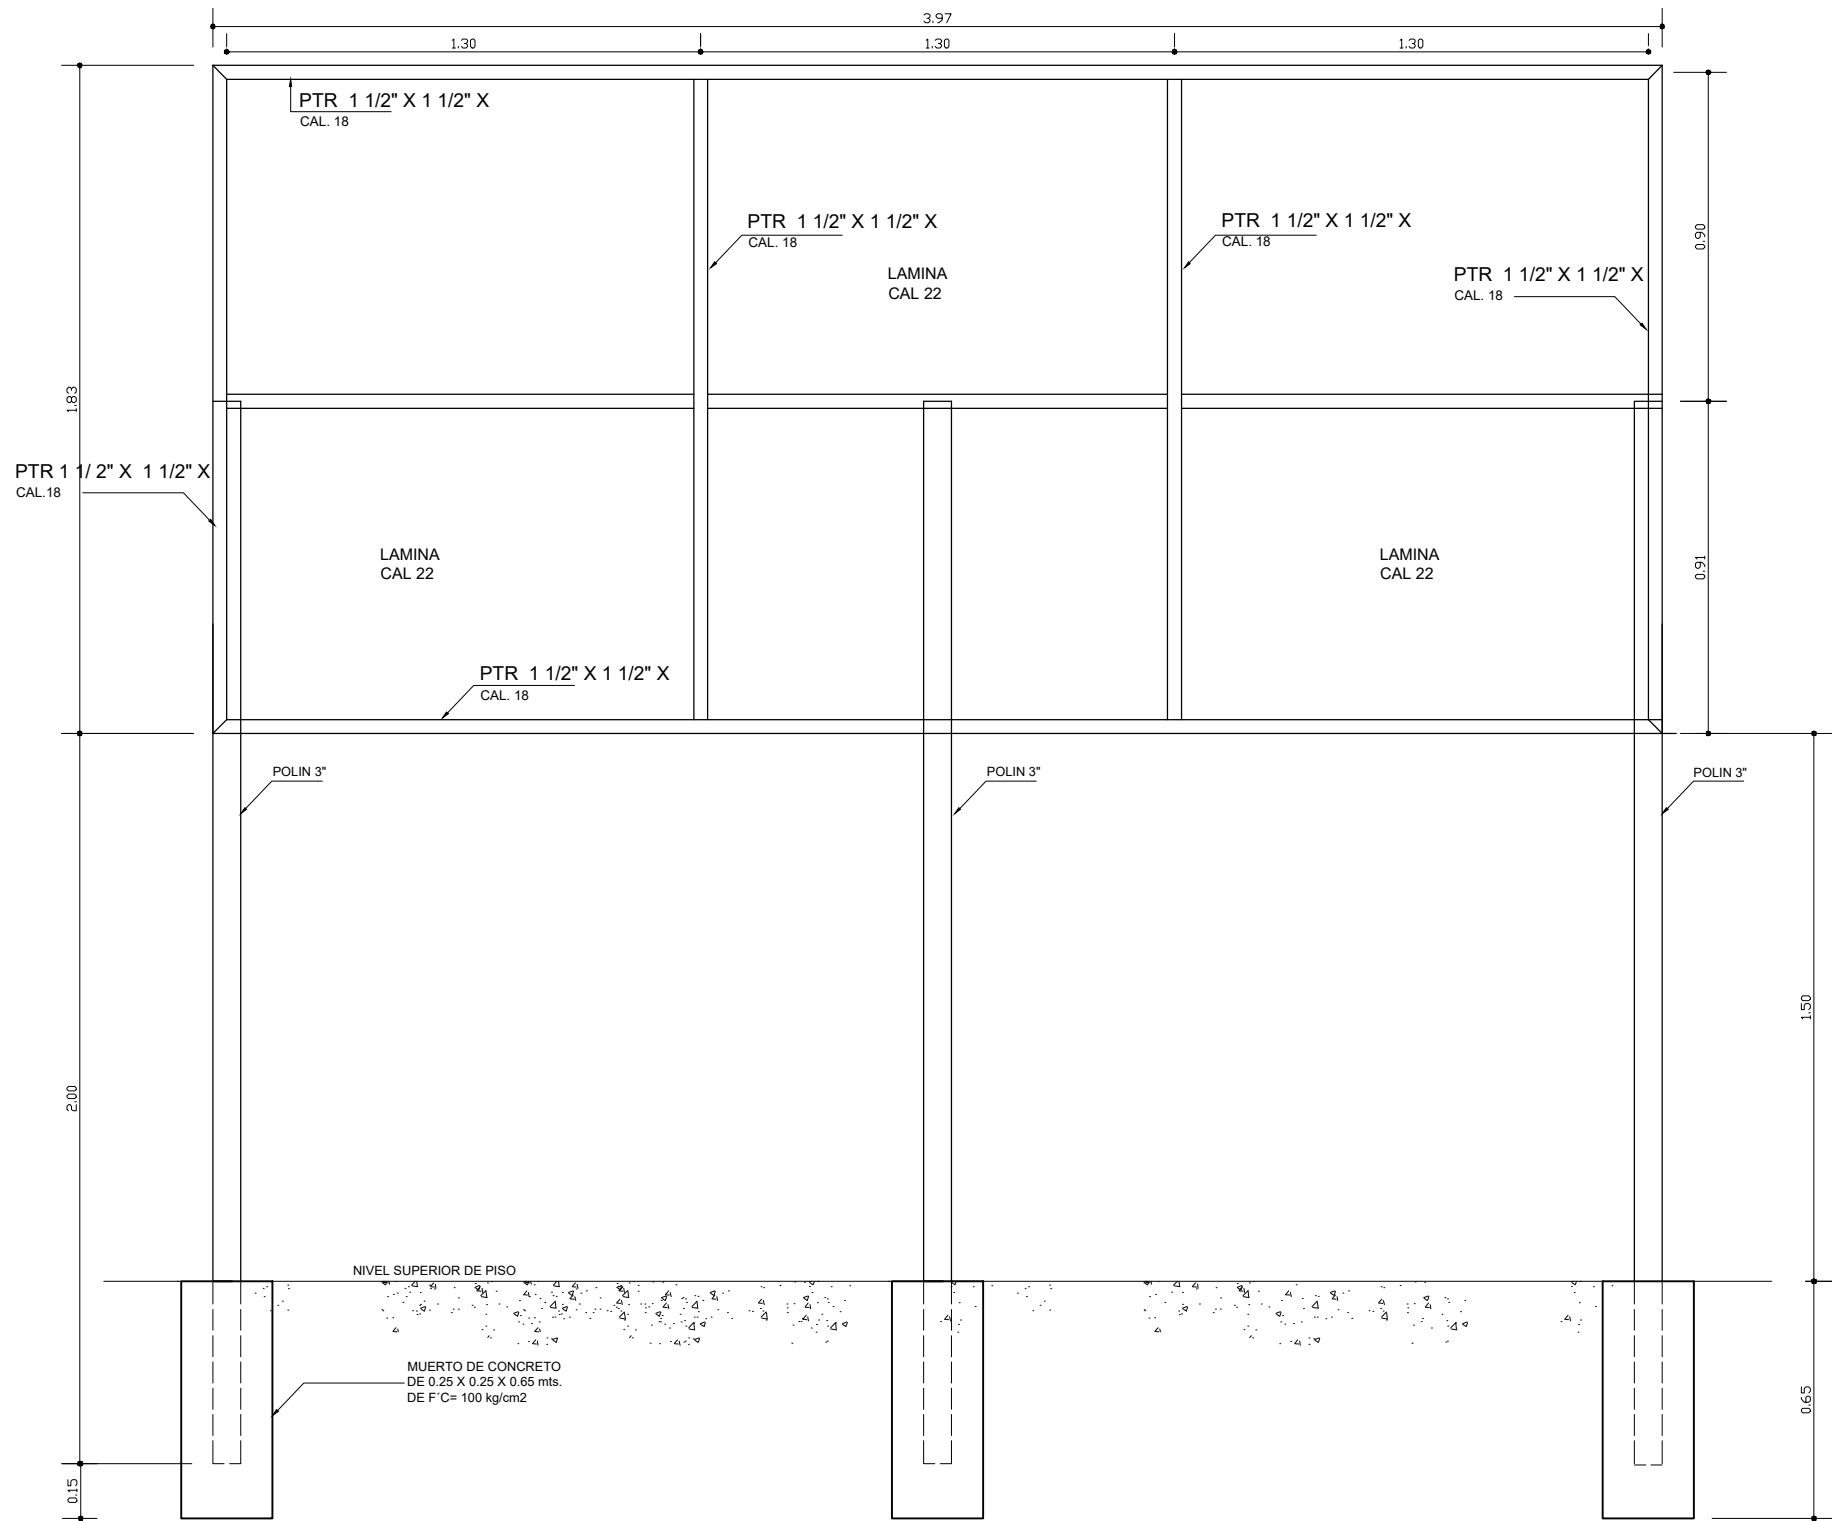 3.97
1.30
1.30
1.30
PTR 1 1/2" X 1 1/2" X
CAL. 18
PTR 1 1/2" X 1 1/2" X
CAL. 18
PTR 1 1/2" X 1 1/2" X
CAL. 18
0.90
LAMINA
CAL 22
PTR 1 1/2" X 1 1/2" X
CAL. 18
1.83
PTR 1 1/ 2" X 1 1/2" X
CAL.18
LAMINA
CAL 22
LAMINA
CAL 22
0.91
PTR 1 1/2" X 1 1/2" X
CAL. 18
POLIN 3"
POLIN 3"
POLIN 3"
1.50
2.00
NIVEL SUPERIOR DE PISO
MUERTO DE CONCRETO
DE 0.25 X 0.25 X 0.65 mts.
DE F´C= 100 kg/cm2
0.65
0.15